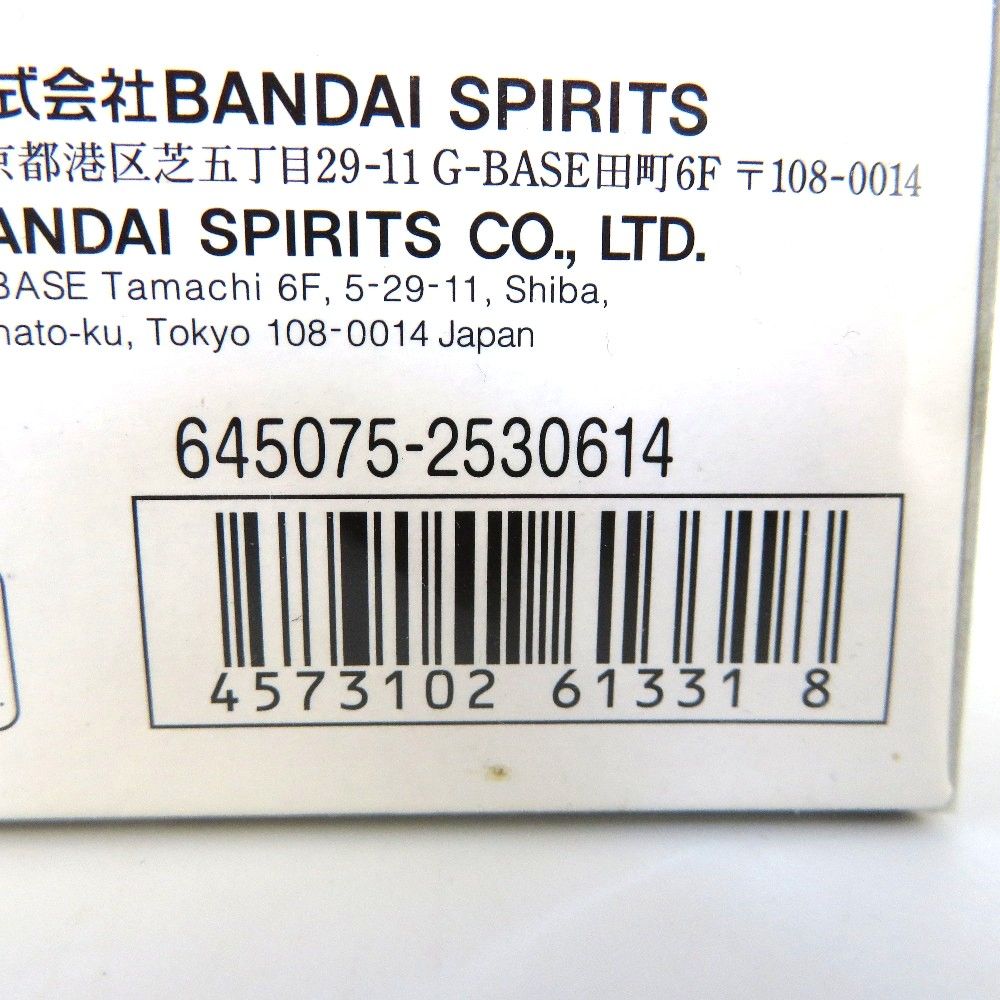 式会社BANDAI SPIRITS
京都港区芝五丁目29-11 G-BASE田町6F 〒108-0014
ANDAI SPIRITS CO., LTD.
BASE Tamachi 6F, 5-29-11, Shiba,
nato-ku, Tokyo 108-0014 Japan
645075-2530614
4573102 61331 8